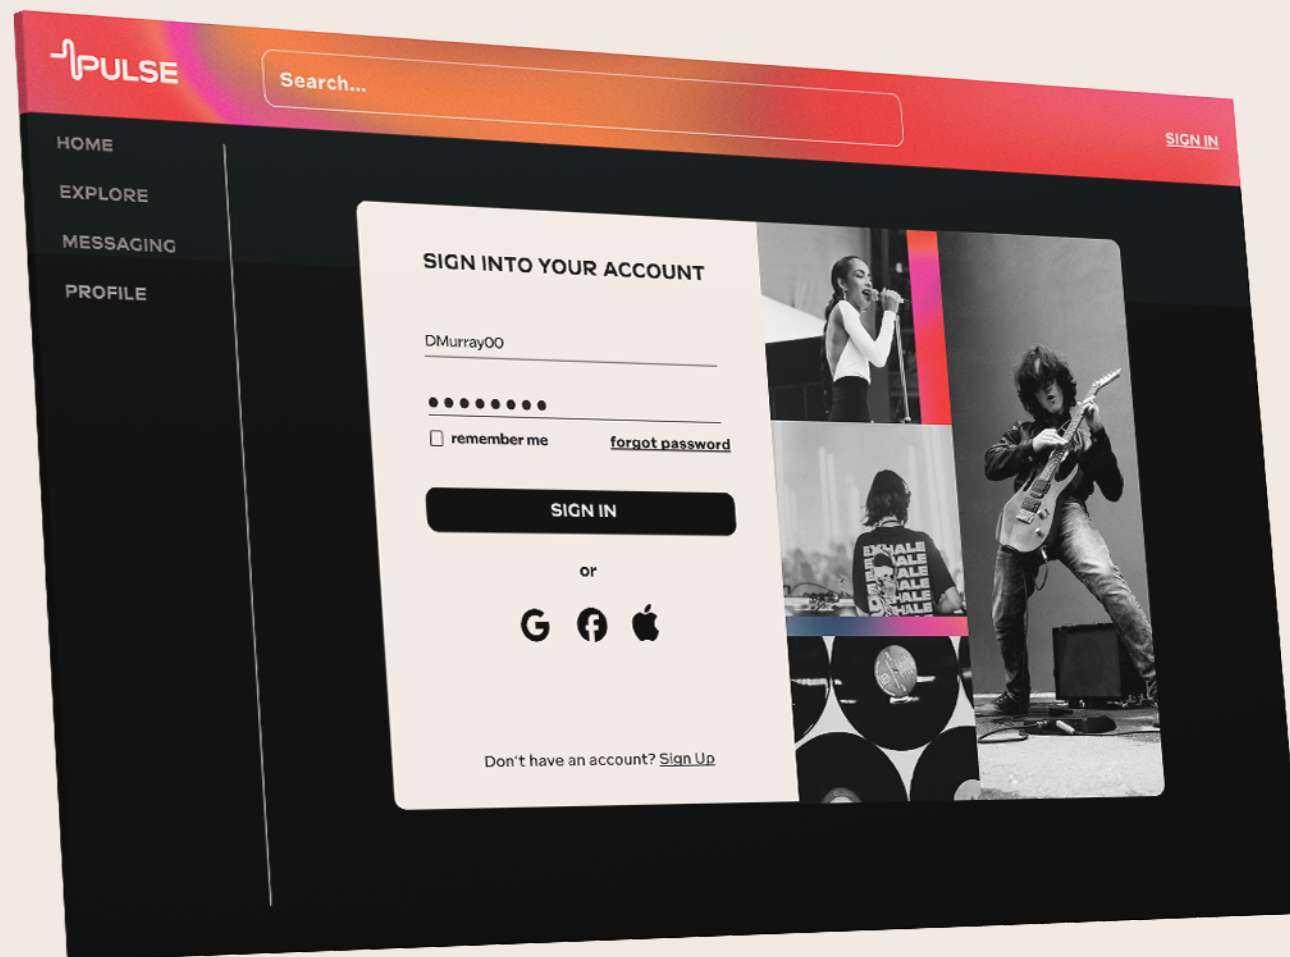 PULSE
Search...
SIGN IN
HOME
EXPLORE
MESSAGING
PROFILE
SIGN INTO YOUR ACCOUNT
DMurray00
remember me
forgot password
SIGN IN
or
Don't have an account? Sign Up
EXHALE